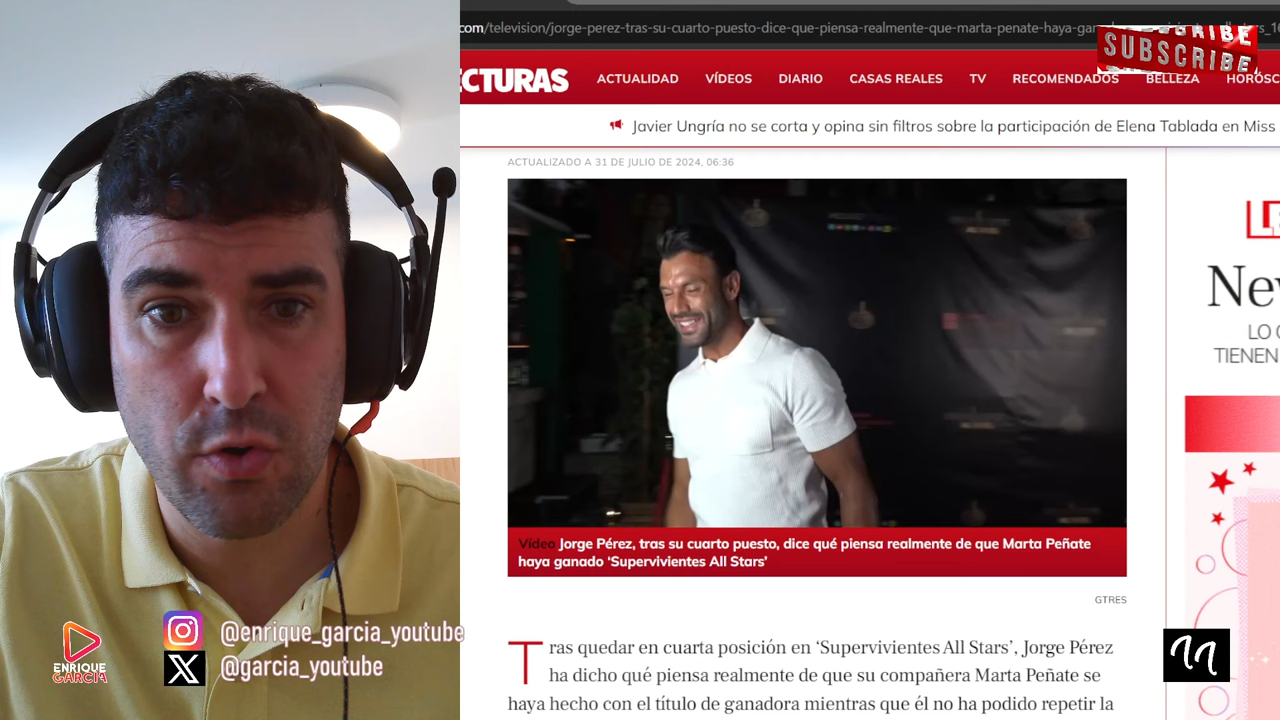 com/television/jorge-perez-tras-su-cuarto-puesto-dice-que-piensa-realmente-que-marta-penate-haya-
SUBSCRIBE
ECTURAS ACTUALIDAD VÍDEOS DIARIO CASAS REALES TV RECOMENDADOS BELLEZA HORÓSC
Javier Ungría no se corta y opina sin filtros sobre la participación de Elena Tablada en Miss
ACTUALIZADO A 31 DE JULIO DE 2024, 06:36
Vídeo Jorge Pérez, tras su cuarto puesto, dice qué piensa realmente de que Marta Peñate
haya ganado ‘Supervivientes All Stars’
GTRES
Tras quedar en cuarta posición en ‘Supervivientes All Stars’, Jorge Pérez
ha dicho qué piensa realmente de que su compañera Marta Peñate se
haya hecho con el título de ganadora mientras que él no ha podido repetir la
Nev
LO
TIENEN
ENRIQUE
GARCIA
@enrique_garcia_youtube
@garcia_youtube